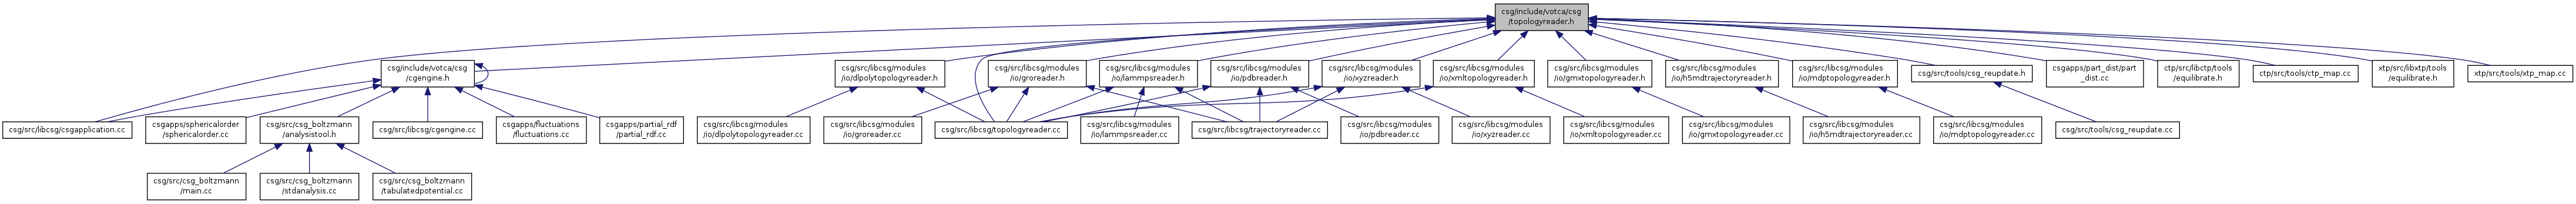 csg/include/votca/csg
/topologyreader.h
csg/include/votca/csg
/cgengine.h
csg/src/libcsg/modules
/io/dlpolytopologyreader.h
csg/src/libcsg/modules
/io/groreader.h
csg/src/libcsg/modules
/io/lammpsreader.h
csg/src/libcsg/modules
/io/pdbreader.h
csg/src/libcsg/modules
/io/xyzreader.h
csg/src/libcsg/modules
/io/xmltopologyreader.h
csg/src/libcsg/modules
/io/gmxtopologyreader.h
csg/src/libcsg/modules
/io/h5mdtrajectoryreader.h
csg/src/libcsg/modules
/io/mdptopologyreader.h
csg/src/tools/csg_reupdate.h
csgapps/part_dist/part
_dist.cc
ctp/src/libctp/tools
/equilibrate.h
ctp/src/tools/ctp_map.cc
xtp/src/libxtp/tools
/equilibrate.h
xtp/src/tools/xtp_map.cc
csg/src/libcsg/csgapplication.cc
csgapps/sphericalorder
/sphericalorder.cc
csg/src/csg_boltzmann
/analysistool.h
csg/src/libcsg/cgengine.cc
csgapps/fluctuations
/fluctuations.cc
csgapps/partial_rdf
/partial_rdf.cc
csg/src/libcsg/modules
/io/dlpolytopologyreader.cc
csg/src/libcsg/modules
/io/groreader.cc
csg/src/libcsg/topologyreader.cc
csg/src/libcsg/modules
/io/lammpsreader.cc
csg/src/libcsg/trajectoryreader.cc
csg/src/libcsg/modules
/io/pdbreader.cc
csg/src/libcsg/modules
/io/xyzreader.cc
csg/src/libcsg/modules
/io/xmltopologyreader.cc
csg/src/libcsg/modules
/io/gmxtopologyreader.cc
csg/src/libcsg/modules
/io/h5mdtrajectoryreader.cc
csg/src/libcsg/modules
/io/mdptopologyreader.cc
csg/src/tools/csg_reupdate.cc
csg/src/csg_boltzmann
/main.cc
csg/src/csg_boltzmann
/stdanalysis.cc
csg/src/csg_boltzmann
/tabulatedpotential.cc